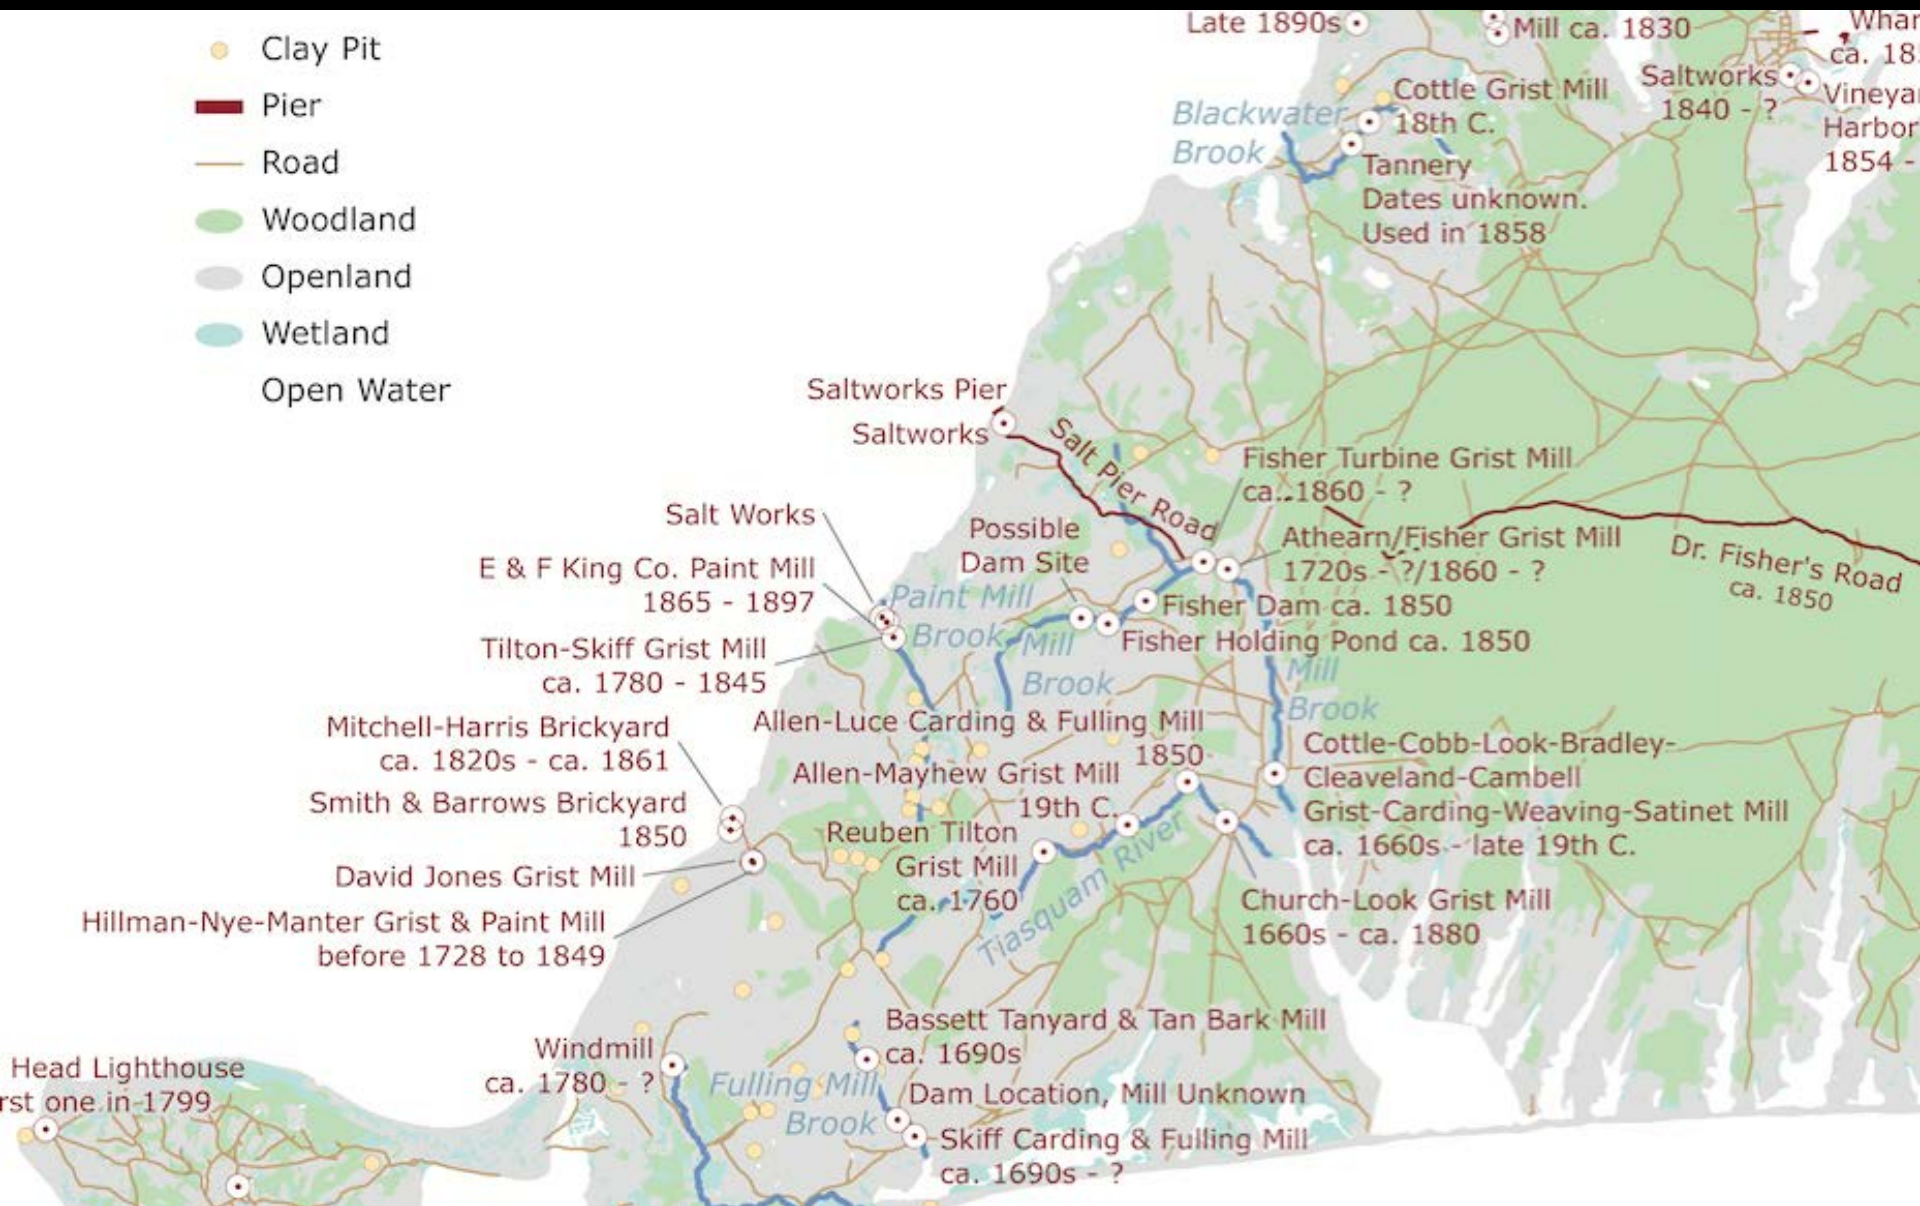 Clay Pit
Pier
Road
Woodland
Openland
Wetland
Open Water
Late 1890s
Mill ca. 1830
ca. 18
Saltworks
1840 - ?
Harbor
1854 -
Blackwater
Brook
Cottle Grist Mill
18th C.
Tannery
Dates unknown.
Used in 1858
Saltworks Pier
Saltworks
Salt Pier Road
Fisher Turbine Grist Mill
ca. 1860 - ?
Salt Works
Possible
Dam Site
Athearn/Fisher Grist Mill
1720s - ?/1860 - ?
Dr. Fisher's Road
ca. 1850
E & F King Co. Paint Mill
1865 - 1897
Paint Mill
Brook
Fisher Dam ca. 1850
Fisher Holding Pond ca. 1850
Tilton-Skiff Grist Mill
ca. 1780 - 1845
Mill
Brook
Mill
Brook
Mitchell-Harris Brickyard
ca. 1820s - ca. 1861
Allen-Luce Carding & Fulling Mill
1850
Cottle-Cobb-Look-Bradley-
Cleaveland-Cambell
Grist-Carding-Weaving-Satinet Mill
ca. 1660s - late 19th C.
Allen-Mayhew Grist Mill
19th C.
Smith & Barrows Brickyard
1850
Reuben Tilton
Grist Mill
ca. 1760
Tiasquam River
David Jones Grist Mill
Church-Look Grist Mill
1660s - ca. 1880
Hillman-Nye-Manter Grist & Paint Mill
before 1728 to 1849
Bassett Tanyard & Tan Bark Mill
ca. 1690s
Windmill
ca. 1780 - ?
Head Lighthouse
one in 1799
Fulling Mill
Brook
Dam Location, Mill Unknown
Skiff Carding & Fulling Mill
ca. 1690s - ?